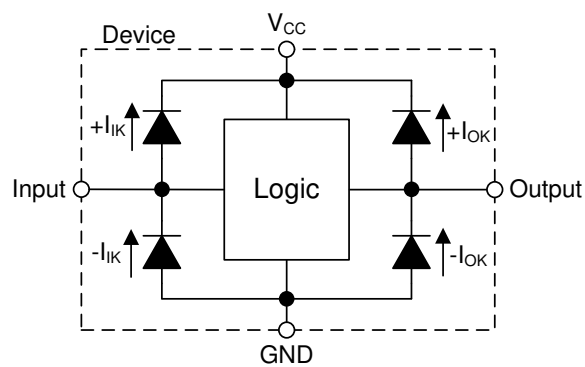 Device
VCC
+IIK
+IOK
Input
Logic
Output
-IIK
-IOK
GND